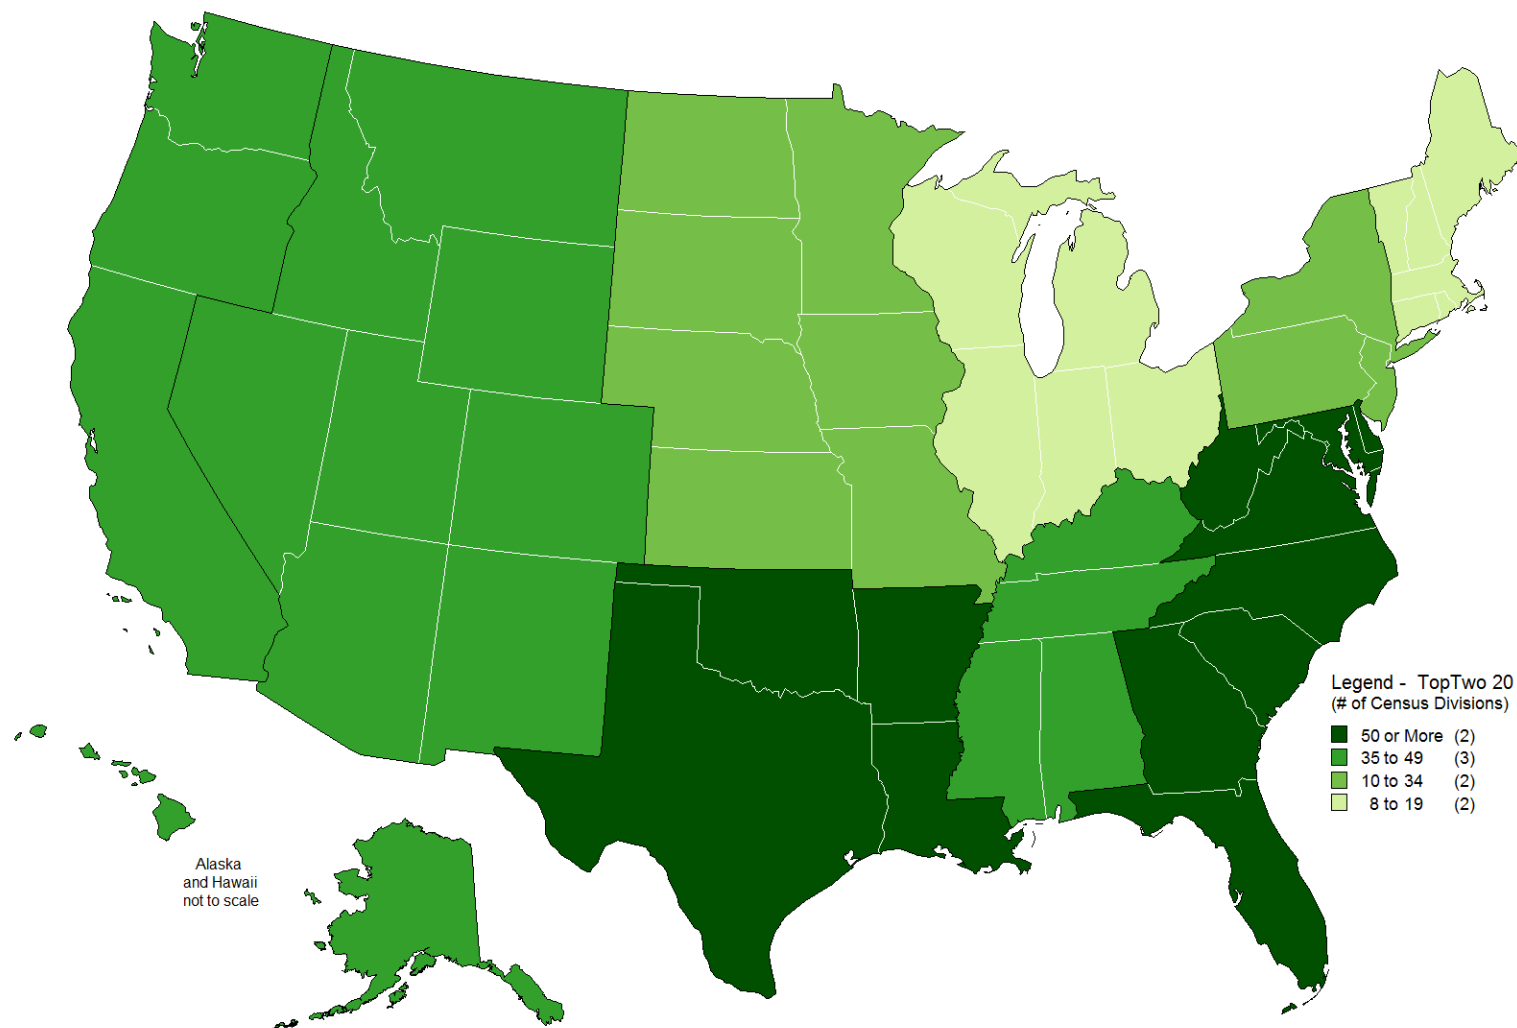 Legend - TopTwo 20
(# of Census Divisions)
50 or More (2)
35 to 49 (3)
10 to 34 (2)
8 to 19 (2)
Alaska
and Hawaii
not to scale